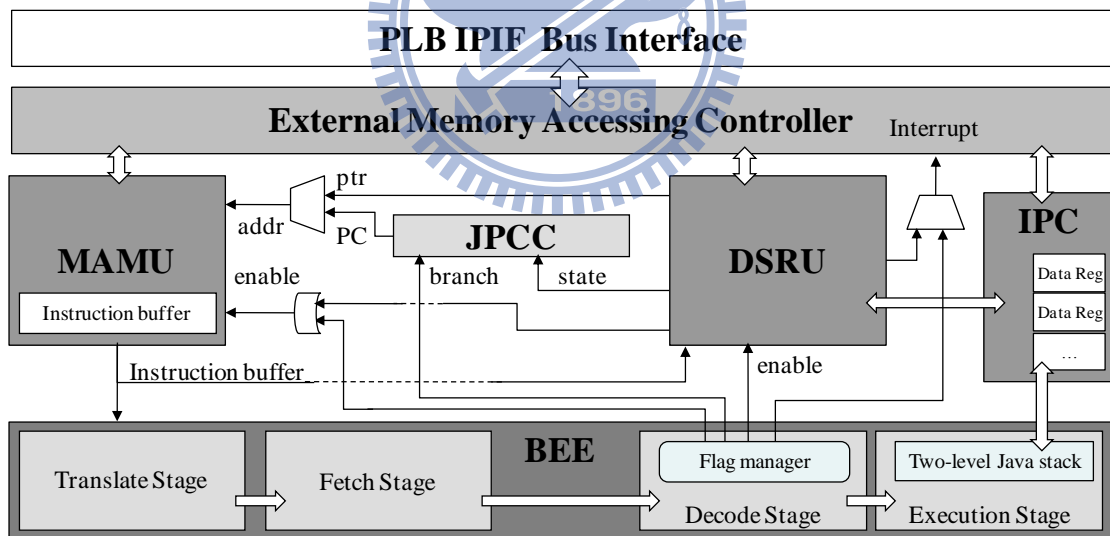 PLB IPIF Bus Interface
1896
External Memory Accessing Controller
Interrupt
ptr
addr
PC
JPCC
MAMU
DSRU
IPC
enable
branch
state
Data Reg
Data Reg
...
Instruction buffer
Instruction buffer
enable
BEE
Translate Stage
Fetch Stage
Flag manager
Decode Stage
Two-level Java stack
Execution Stage